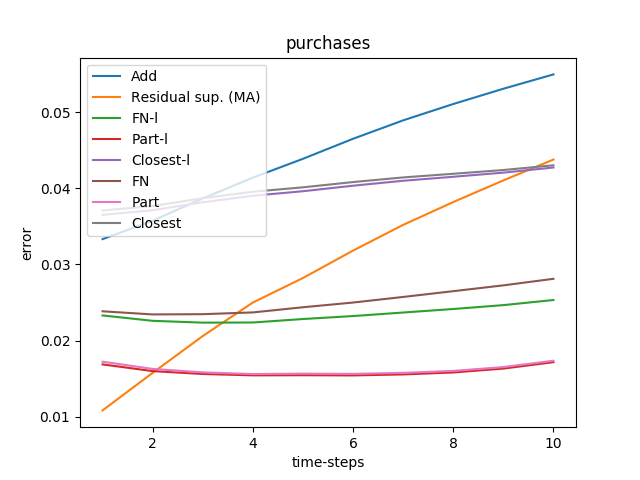 purchases
Add
Residual sup. (MA)
FN-l
Part-l
Closest-l
FN
Part
Closest
error
0.05
0.04
0.03
0.02
0.01
2 4 6 8 10
time-steps